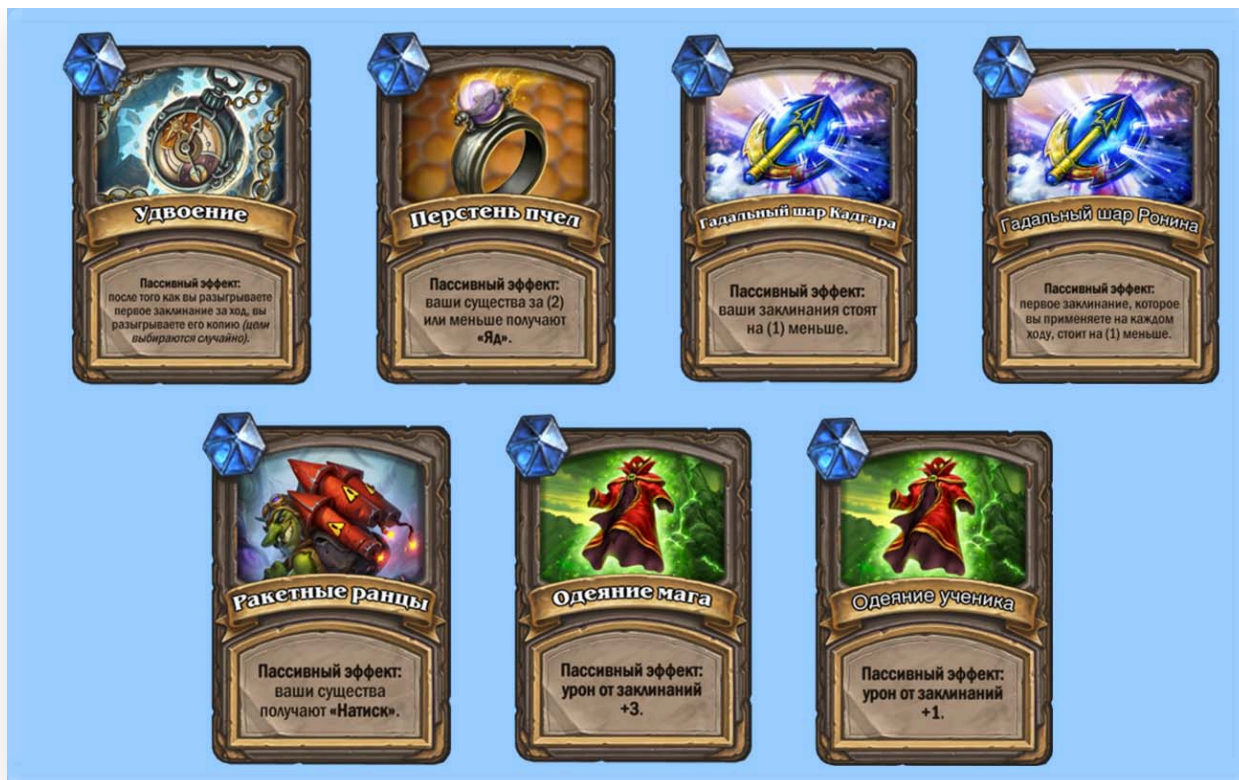 Удвоение
Пассивный эффект:
после того как вы разыгрываете
первое заклинание за ход, вы
разыгрываете его копию (цели
выбираются случайно).
Перстень пчел
Пассивный эффект:
ваши существа за (2)
или меньше получают
«Яд».
Гадальный шар Кадгара
Пассивный эффект:
ваши заклинания стоят
на (1) меньше.
Гадальный шар Ронина
Пассивный эффект:
первое заклинание, которое
вы применяете на каждом
ходу, стоит на (1) меньше.
Ракетные ранцы
Пассивный эффект:
ваши существа
получают «Натиск».
Одеяние мага
Пассивный эффект:
урон от заклинаний
+3.
Одеяние ученика
Пассивный эффект:
урон от заклинаний
+1.